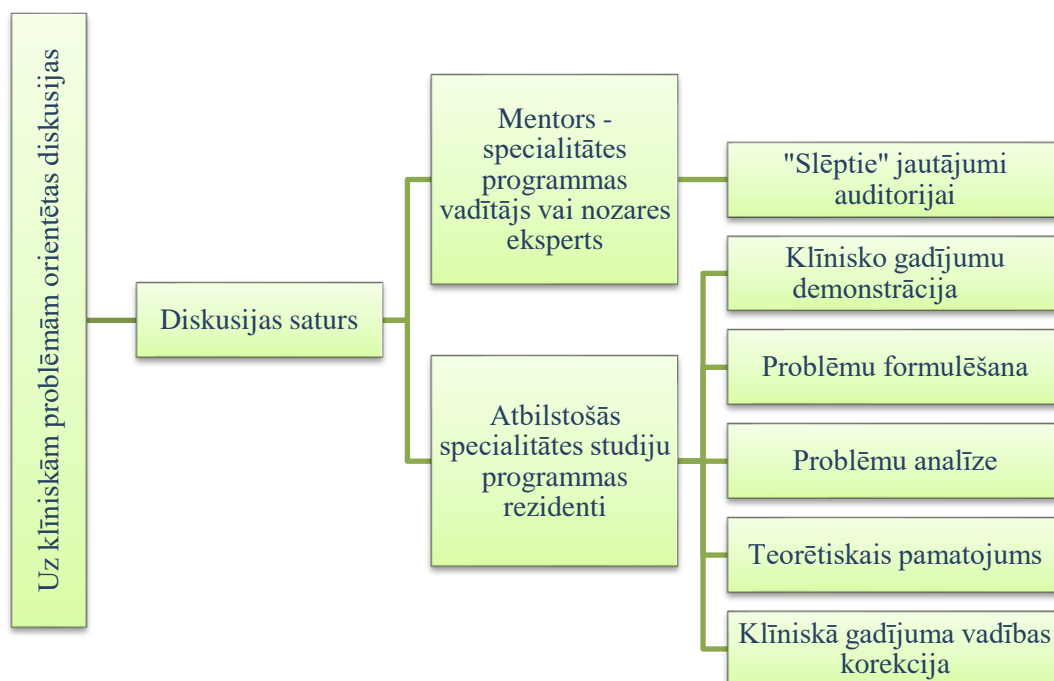 Uz klīniskām problēmām orientētas diskusijas
Diskusijas saturs
Mentors -
specialitātes
programmas
vadītājs vai nozares
eksperts
"Slēptie" jautājumi
auditorijai
Atbilstošās
specialitātes studiju
programmas
rezidenti
Klīnisko gadījumu
demonstrācija
Problēmu formulēšana
Problēmu analīze
Teorētiskais pamatojums
Klīniskā gadījuma vadības
korekcija